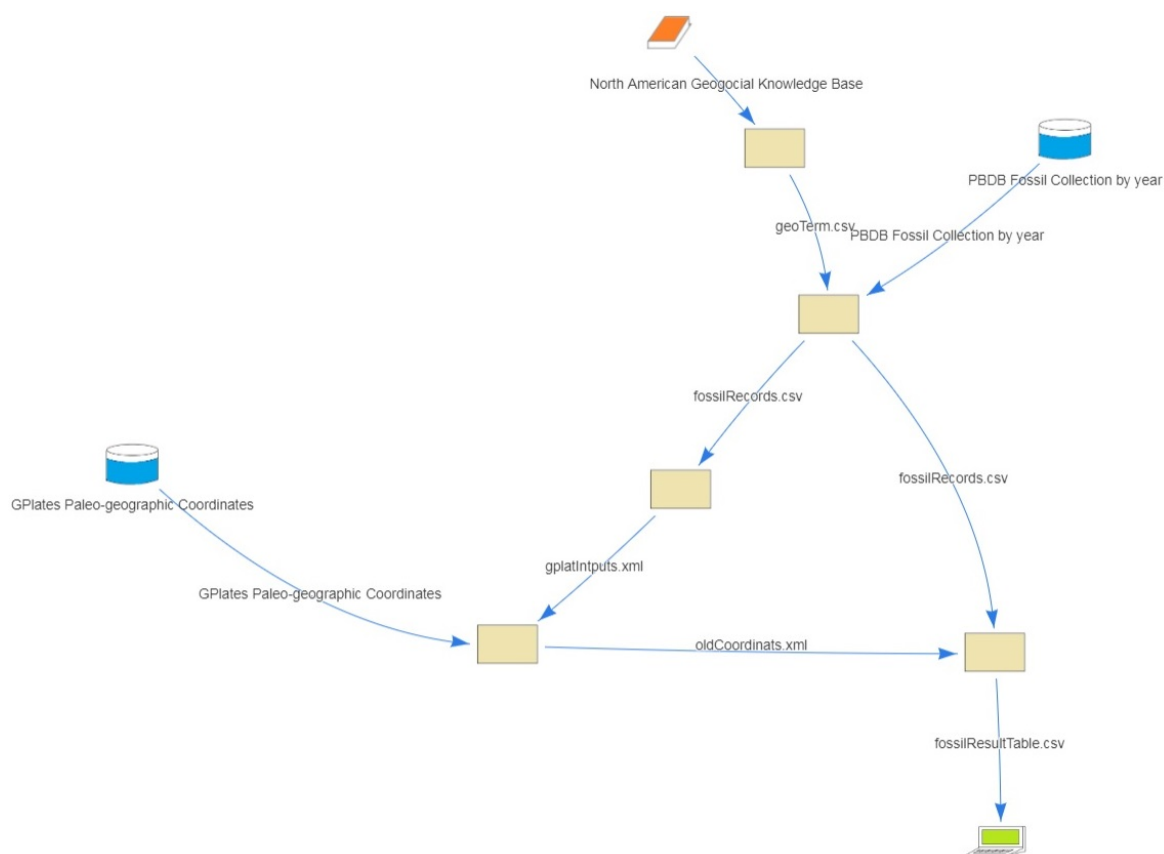 North American Geogocial Knowledge Base
PBDB Fossil Collection by year
geoTerm.csv
PBDB Fossil Collection by year
fossilRecords.csv
fossilRecords.csv
GPlates Paleo-geographic Coordinates
gplatIntputs.xml
GPlates Paleo-geographic Coordinates
oldCoordinats.xml
fossilResultTable.csv